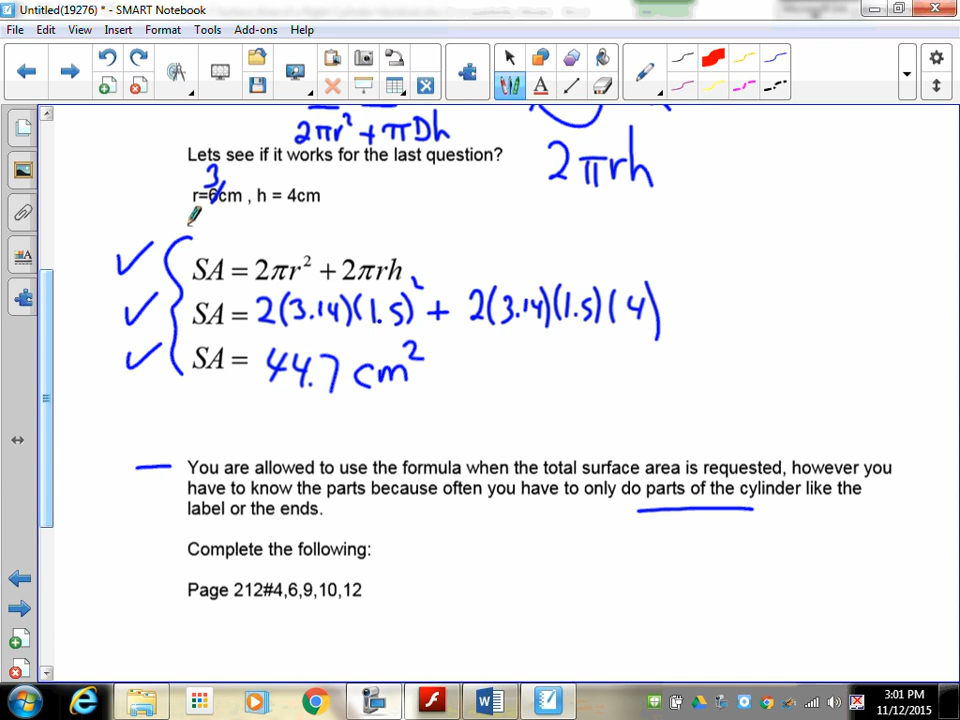 Untitled(19276) * - SMART Notebook
File Edit View Insert Format Tools Add-ons Help
2πr² + πDh
2πrh
Lets see if it works for the last question?
3
r=6cm , h = 4cm
SA = 2πr² + 2πrh
SA = 2(3.14)(1.5)² + 2(3.14)(1.5)(4)
SA = 44.7 cm²
You are allowed to use the formula when the total surface area is requested, however you
have to know the parts because often you have to only do parts of the cylinder like the
label or the ends.
Complete the following:
Page 212#4,6,9,10,12
3:01 PM
11/12/2015